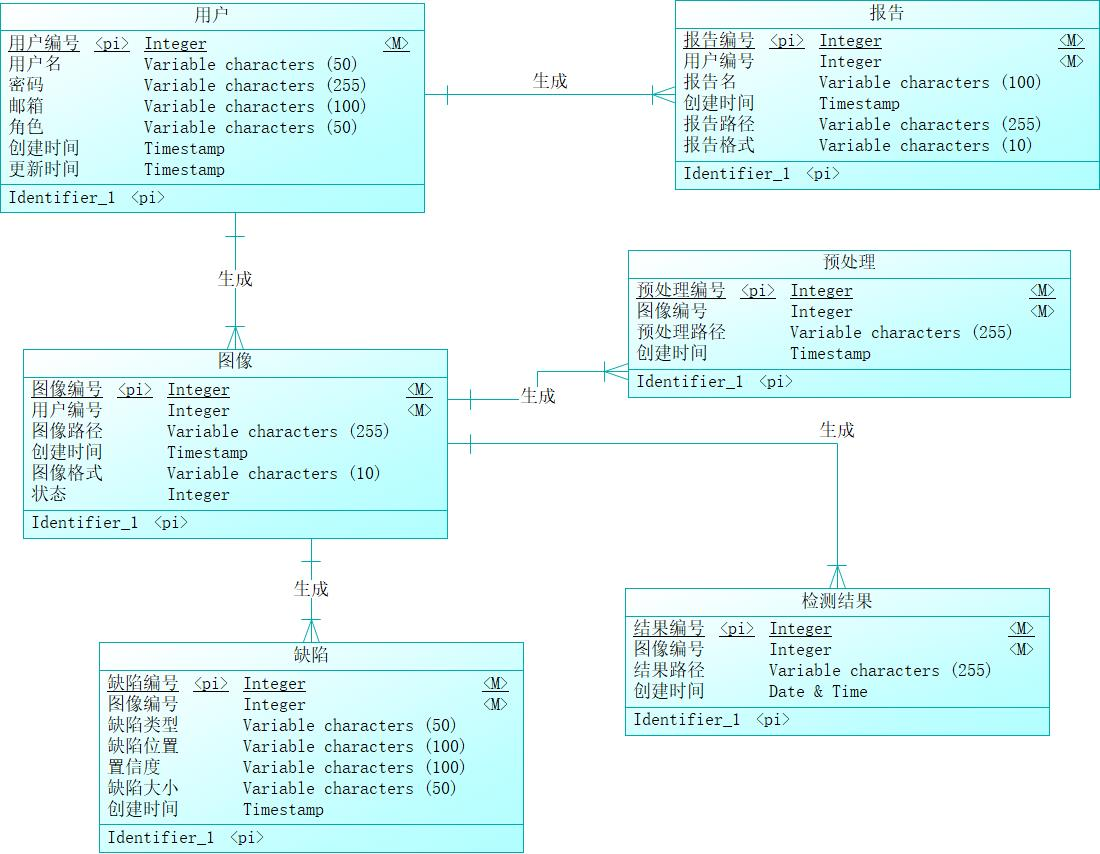 用户
用户编号 <pi> Integer <M>
用户名 Variable characters (50)
密码 Variable characters (255)
邮箱 Variable characters (100)
角色 Variable characters (50)
创建时间 Timestamp
更新时间 Timestamp
Identifier_1 <pi>
生成
报告
报告编号 <pi> Integer <M>
用户编号 Integer <M>
报告名 Variable characters (100)
创建时间 Timestamp
报告路径 Variable characters (255)
报告格式 Variable characters (10)
Identifier_1 <pi>
生成
预处理
预处理编号 <pi> Integer <M>
图像编号 Integer <M>
预处理路径 Variable characters (255)
创建时间 Timestamp
Identifier_1 <pi>
图像
图像编号 <pi> Integer <M>
用户编号 Integer <M>
图像路径 Variable characters (255)
创建时间 Timestamp
图像格式 Variable characters (10)
状态 Integer
Identifier_1 <pi>
生成
生成
生成
检测结果
结果编号 <pi> Integer <M>
图像编号 Integer <M>
结果路径 Variable characters (255)
创建时间 Date & Time
Identifier_1 <pi>
缺陷
缺陷编号 <pi> Integer <M>
图像编号 Integer <M>
缺陷类型 Variable characters (50)
缺陷位置 Variable characters (100)
置信度 Variable characters (100)
缺陷大小 Variable characters (50)
创建时间 Timestamp
Identifier_1 <pi>